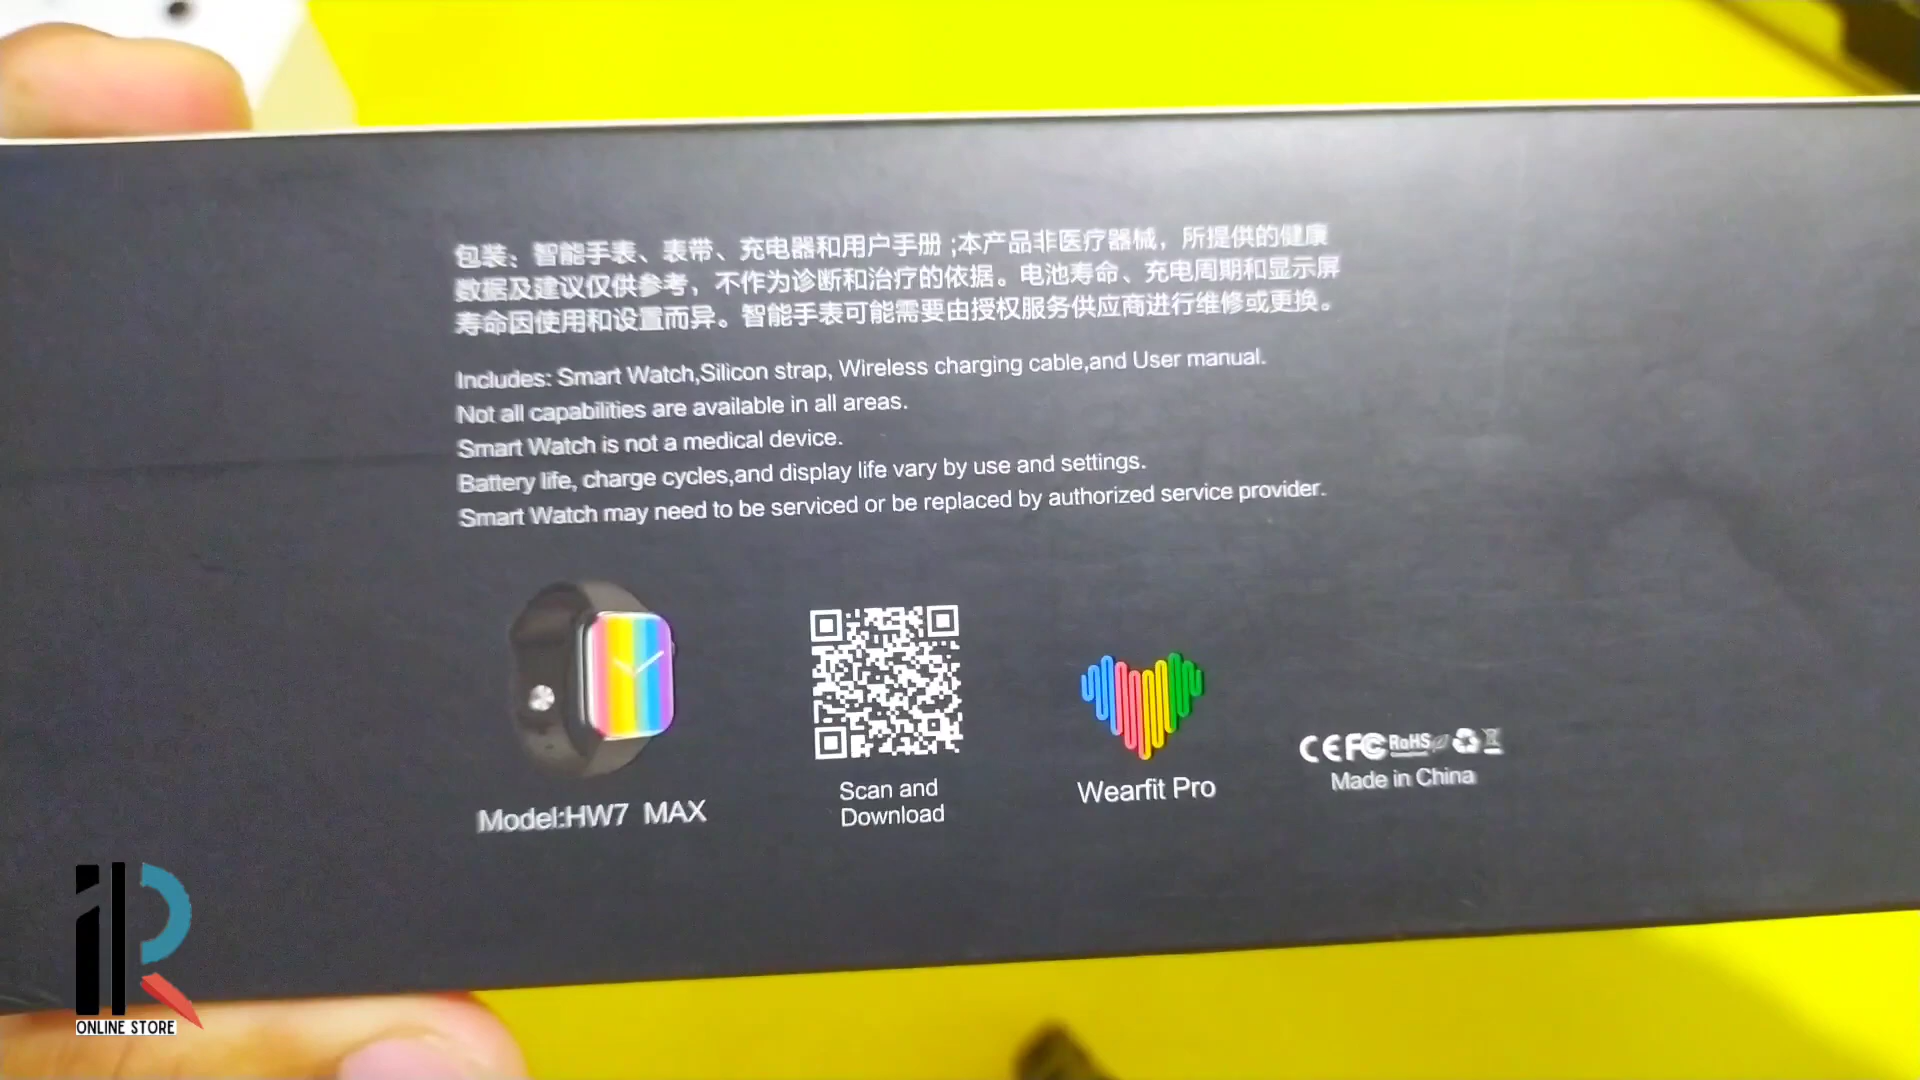 包装：智能手表、表带、充电器和用户手册 ;本产品非医疗器械，所提供的健康
数据及建议仅供参考，不作为诊断和治疗的依据。电池寿命、充电周期和显示屏
寿命因使用和设置而异。智能手表可能需要由授权服务供应商进行维修或更换。
Includes: Smart Watch,Silicon strap, Wireless charging cable,and User manual.
Not all capabilities are available in all areas.
Smart Watch is not a medical device.
Battery life, charge cycles,and display life vary by use and settings.
Smart Watch may need to be serviced or be replaced by authorized service provider.
Model:HW7 MAX
Scan and
Download
Wearfit Pro
CE FC RoHS
Made in China
iR
ONLINE STORE